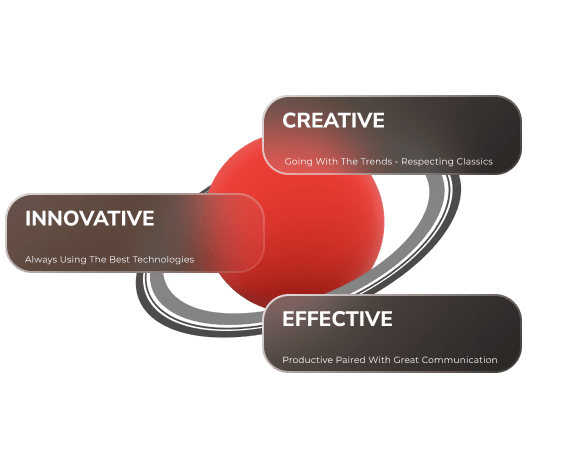 CREATIVE
Going With The Trends - Respecting Classics
INNOVATIVE
Always Using The Best Technologies
EFFECTIVE
Productive Paired With Great Communication